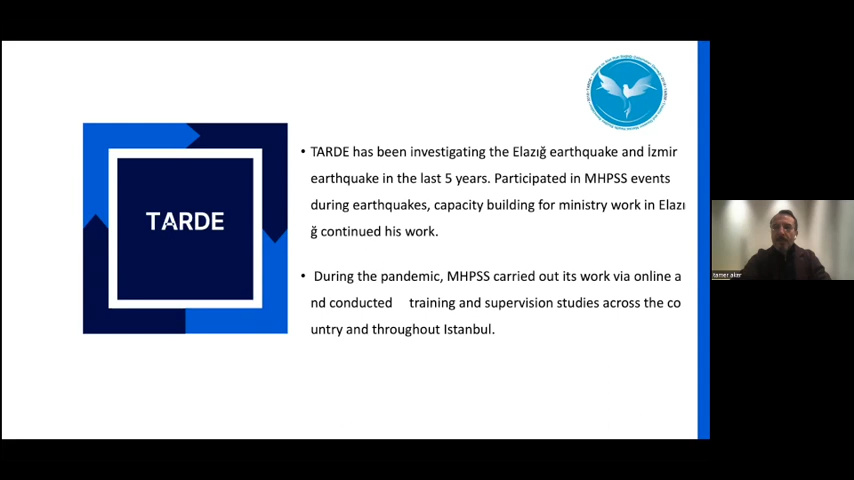 TARDE
• TARDE has been investigating the Elazığ earthquake and İzmir
earthquake in the last 5 years. Participated in MHPSS events
during earthquakes, capacity building for ministry work in Elazı
ğ continued his work.
• During the pandemic, MHPSS carried out its work via online a
nd conducted training and supervision studies across the co
untry and throughout Istanbul.
tamer aker